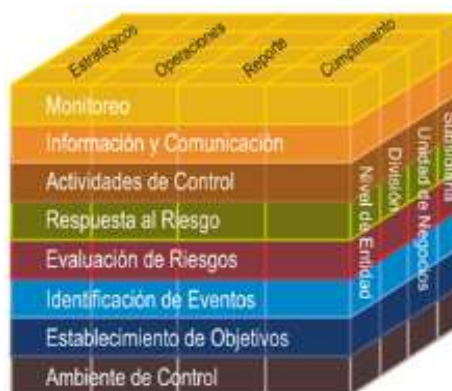 Estratégicos
Operaciones
Reporte
Cumplimiento
Monitoreo
Información y Comunicación
Actividades de Control
Respuesta al Riesgo
Evaluación de Riesgos
Identificación de Eventos
Establecimiento de Objetivos
Ambiente de Control
Nivel de Entidad
División
Unidad de Negocios
Subsidiaria